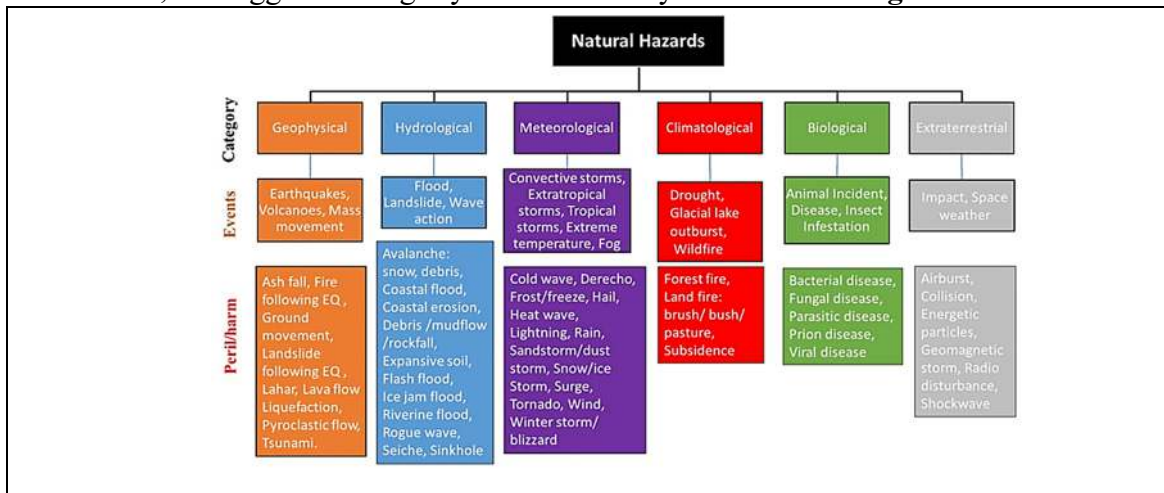 Natural Hazards
Category
Geophysical
Hydrological
Meteorological
Climatological
Biological
Extraterrestrial
Events
Earthquakes,
Volcanoes, Mass
movement
Flood,
Landslide, Wave
action
Convective storms,
Extratropical
storms, Tropical
storms, Extreme
temperature, Fog
Drought,
Glacial lake
outburst,
Wildfire
Animal Incident,
Disease, Insect
Infestation
Impact, Space
weather
Peril/harm
Ash fall, Fire
following EQ ,
Ground
movement,
Landslide
following EQ ,
Lahar, Lava flow
Liquefaction,
Pyroclastic flow,
Tsunami.
Avalanche:
snow, debris,
Coastal flood,
Coastal erosion,
Debris /mudflow
/rockfall,
Expansive soil,
Flash flood,
Ice jam flood,
Riverine flood,
Rogue wave,
Seiche, Sinkhole
Cold wave, Derecho,
Frost/freeze, Hail,
Heat wave,
Lightning, Rain,
Sandstorm/dust
storm, Snow/ice
Storm, Surge,
Tornado, Wind,
Winter storm/
blizzard
Forest fire,
Land fire:
brush/ bush/
pasture,
Subsidence
Bacterial disease,
Fungal disease,
Parasitic disease,
Prion disease,
Viral disease
Airburst,
Collision,
Energetic
particles,
Geomagnetic
storm, Radio
disturbance,
Shockwave